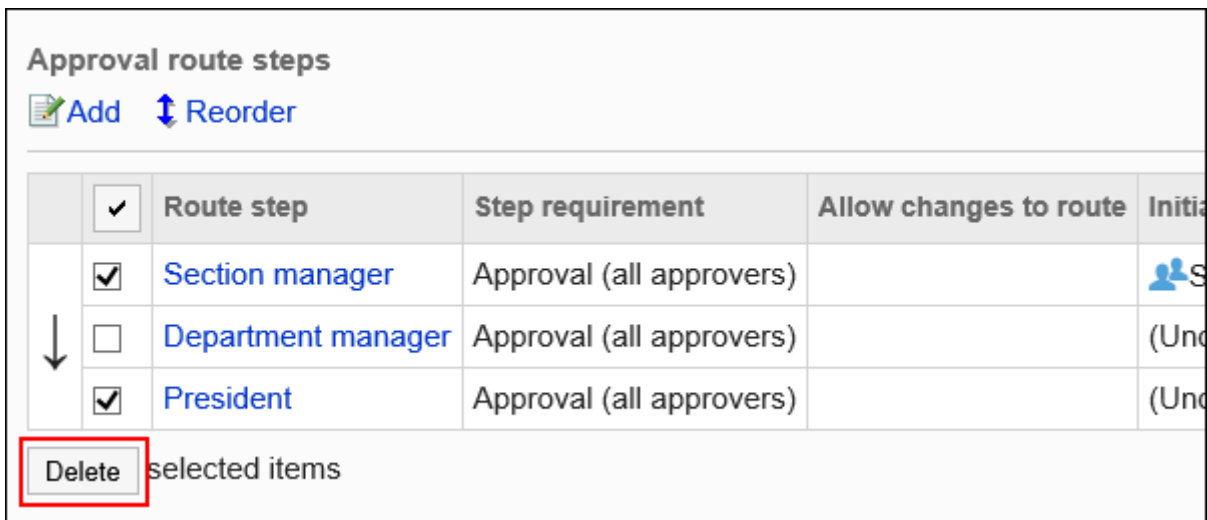 Approval route steps
Add Reorder
Route step Step requirement Allow changes to route
Section manager Approval (all approvers)
Department manager Approval (all approvers)
President Approval (all approvers)
Delete selected items